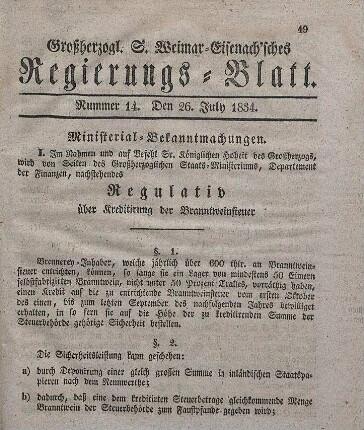 49
Großherzogl. S. Weimar-Eisenach'sches
Regierungs-Blatt.
Nummer 14. Den 26. July 1834.
Ministerial-Bekanntmachungen.
I. Im Nahmen und auf Befehl Sr. Königlichen Hoheit des Großherzogs,
wird von Seiten des Großherzoglichen Staats-Ministeriums, Departement
der Finanzen, nachstehendes
Regulativ
über Kreditirung der Branntweinsteuer
§. 1.
Brennerey-Inhaber, welche jährlich über 600 thlr. an Branntwein-
steuer entrichten, können, so lange sie ein Lager von mindestens 50 Eimern
selbstfabrizirten Branntwein, nicht unter 50 Prozent Tralles, vorräthig haben,
einen Kredit auf die zu entrichtende Branntweinsteuer vom ersten Oktober
des einen, bis zum letzten September des nachfolgenden Jahres bewilliget
erhalten, in so fern sie auf die Höhe der zu kreditirenden Summe der
Steuerbehörde gehörige Sicherheit bestellen.
§. 2.
Die Sicherheitsleistung kann geschehen:
a) durch Deponirung einer gleich großen Summe in inländischen Staatspa-
pieren nach dem Nennwerthe;
b) dadurch, daß eine dem kreditirten Steuerbetrage gleichkommende Menge
Branntwein der Steuerbehörde zum Faustpfande gegeben wird;